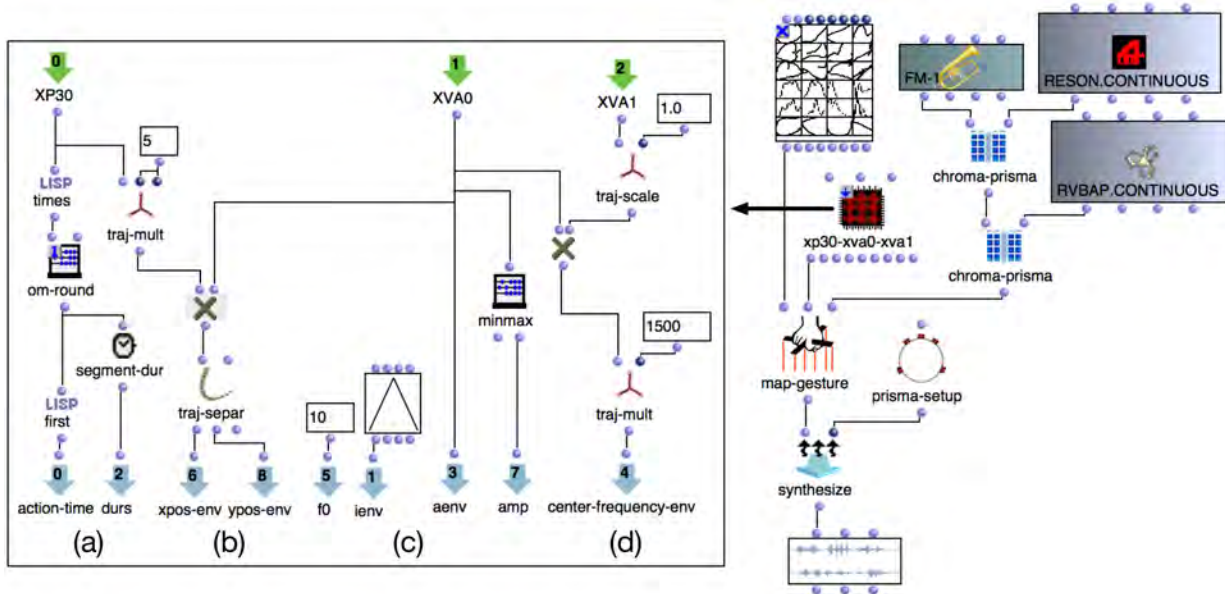 0
XP30
5
LISP
times
traj-mult
1
om-round
segment-dur
LISP
first
0
action-time
2
durs
(a)
traj-separ
6
xpos-env
8
ypos-env
(b)
10
5
f0
1
ienv
(c)
1
XVA0
minmax
3
aenv
7
amp
2
XVA1
1.0
traj-scale
1500
traj-mult
4
center-frequency-env
(d)
FM-1
RESON.CONTINUOUS
chroma-prisma
RVBAP.CONTINUOUS
xp30-xva0-xva1
chroma-prisma
map-gesture
prisma-setup
synthesize